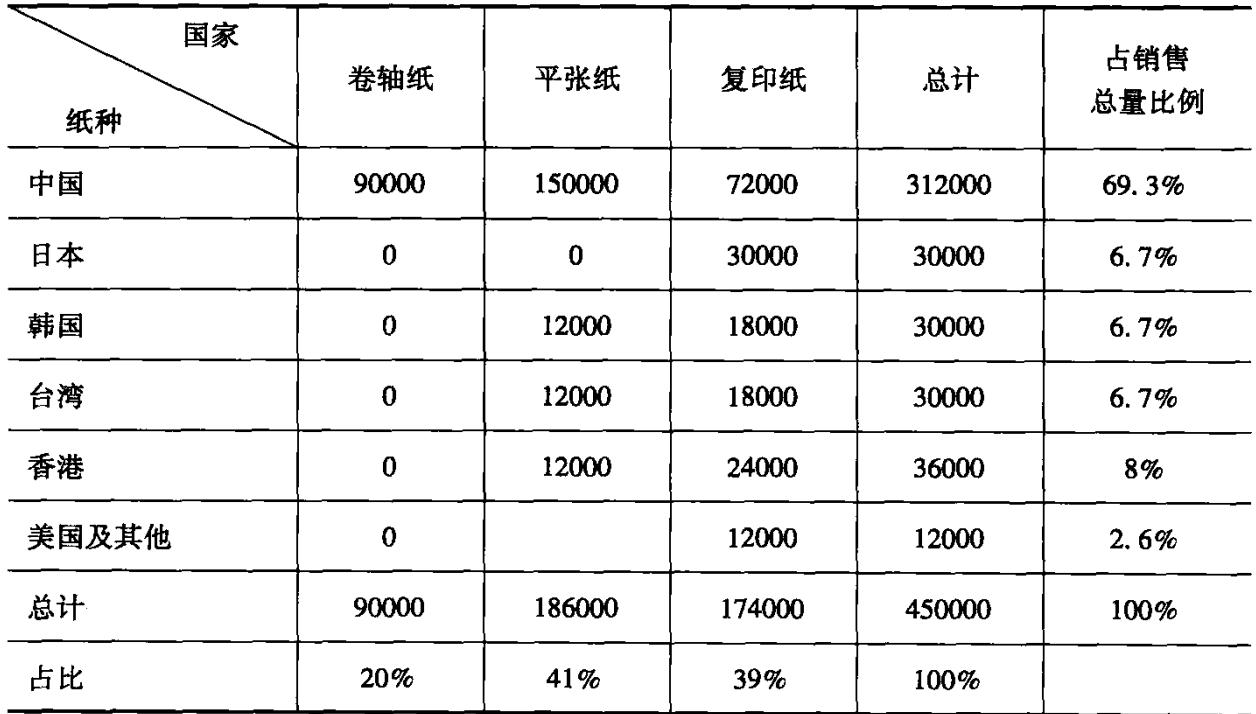 国家
纸种
卷轴纸 平张纸 复印纸 总计 占销售
总量比例
中国 90000 150000 72000 312000 69.3%
日本 0 0 30000 30000 6.7%
韩国 0 12000 18000 30000 6.7%
台湾 0 12000 18000 30000 6.7%
香港 0 12000 24000 36000 8%
美国及其他 0 12000 12000 2.6%
总计 90000 186000 174000 450000 100%
占比 20% 41% 39% 100%